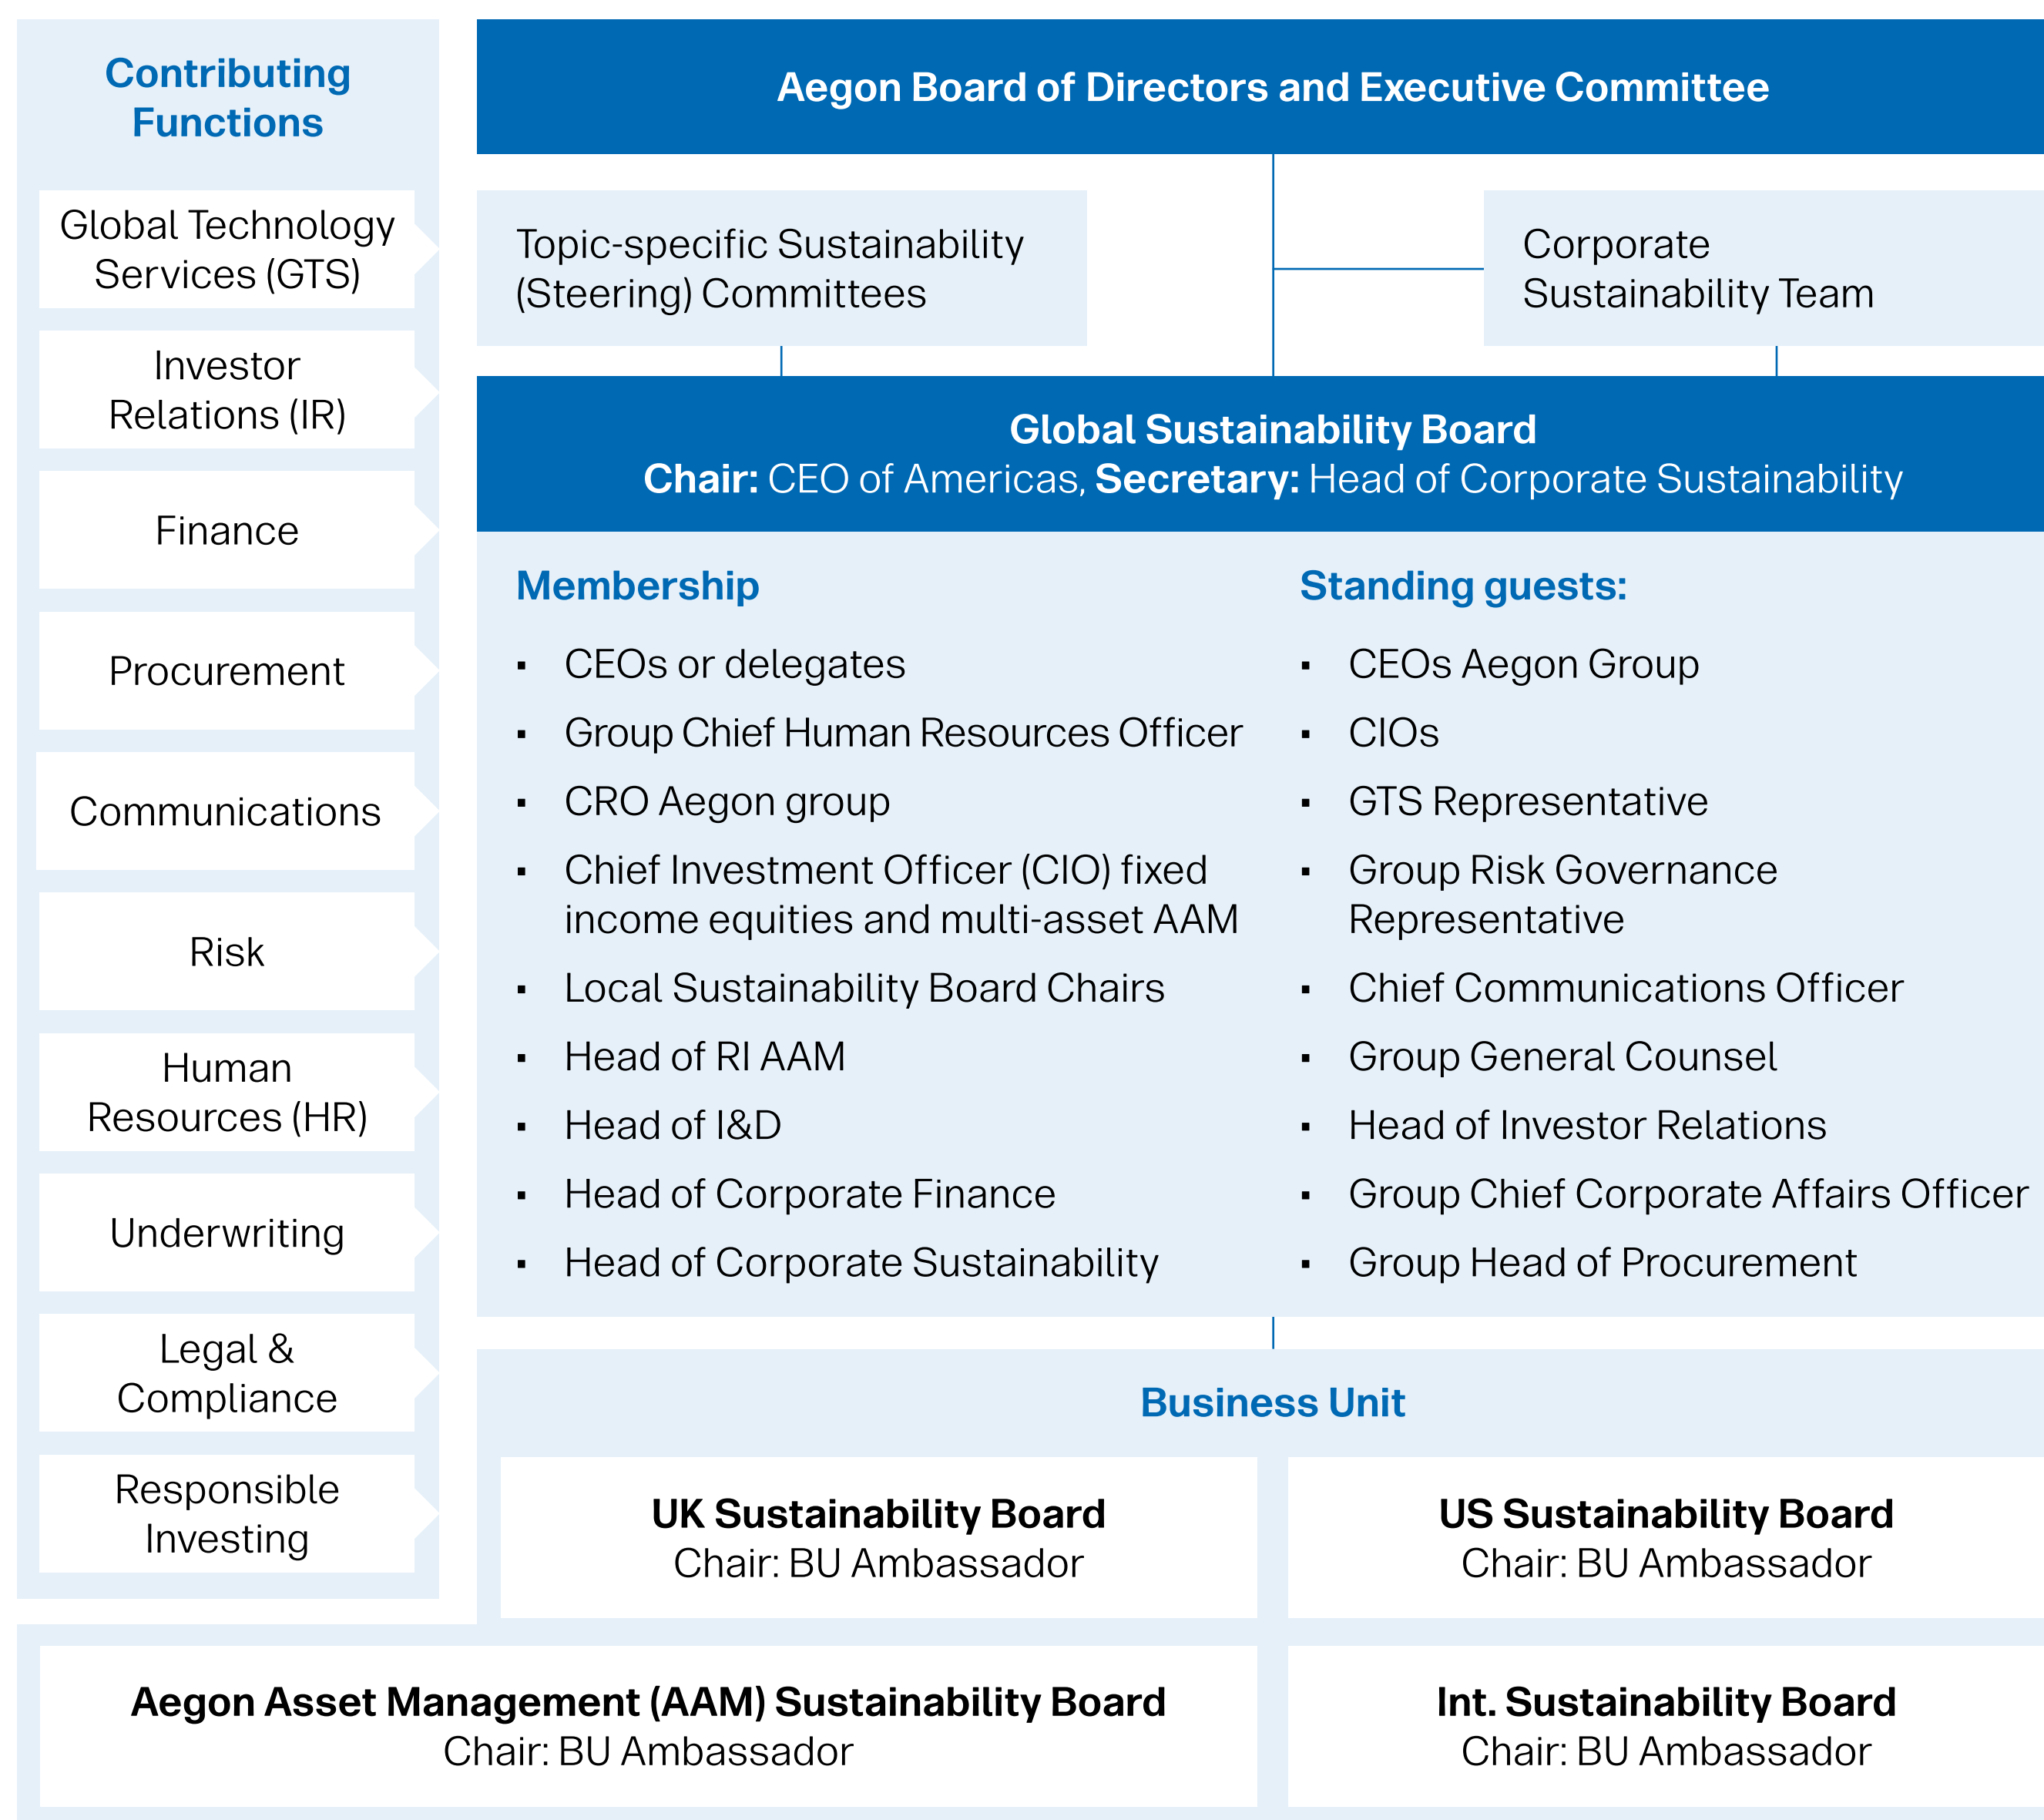 Contributing
Functions
Global Technology
Services (GTS)
Investor
Relations (IR)
Finance
Procurement
Communications
Risk
Human
Resources (HR)
Underwriting
Legal &
Compliance
Responsible
Investing
Aegon Board of Directors and Executive Committee
Topic-specific Sustainability
(Steering) Committees
Corporate
Sustainability Team
Global Sustainability Board
Chair: CEO of Americas, Secretary: Head of Corporate Sustainability
Membership
▪ CEOs or delegates
▪ Group Chief Human Resources Officer
▪ CRO Aegon group
▪ Chief Investment Officer (CIO) fixed
income equities and multi-asset AAM
▪ Local Sustainability Board Chairs
▪ Head of RI AAM
▪ Head of I&D
▪ Head of Corporate Finance
▪ Head of Corporate Sustainability
Standing guests:
▪ CEOs Aegon Group
▪ CIOs
▪ GTS Representative
▪ Group Risk Governance
Representative
▪ Chief Communications Officer
▪ Group General Counsel
▪ Head of Investor Relations
▪ Group Chief Corporate Affairs Officer
▪ Group Head of Procurement
Business Unit
UK Sustainability Board
Chair: BU Ambassador
US Sustainability Board
Chair: BU Ambassador
Aegon Asset Management (AAM) Sustainability Board
Chair: BU Ambassador
Int. Sustainability Board
Chair: BU Ambassador